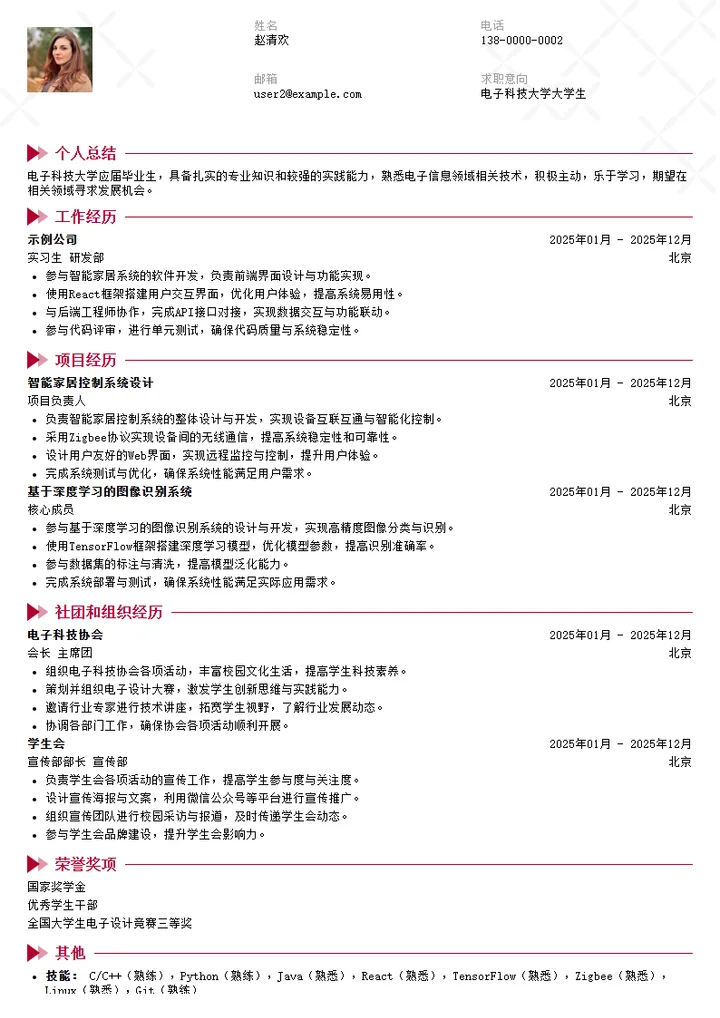 姓名
赵清欢
电话
138-0000-0002
邮箱
user2@example.com
求职意向
电子科技大学大学生
个人总结
电子科技大学应届毕业生，具备扎实的专业知识和较强的实践能力，熟悉电子信息领域相关技术，积极主动，乐于学习，期望在
相关领域寻求发展机会。
工作经历
示例公司 2025年01月 - 2025年12月
实习生 研发部 北京
• 参与智能家居系统的软件开发，负责前端界面设计与功能实现。
• 使用React框架搭建用户交互界面，优化用户体验，提高系统易用性。
• 与后端工程师协作，完成API接口对接，实现数据交互与功能联动。
• 参与代码评审，进行单元测试，确保代码质量与系统稳定性。
项目经历
智能家居控制系统设计 2025年01月 - 2025年12月
项目负责人 北京
• 负责智能家居控制系统的整体设计与开发，实现设备互联互通与智能化控制。
• 采用Zigbee协议实现设备间的无线通信，提高系统稳定性和可靠性。
• 设计用户友好的Web界面，实现远程监控与控制，提升用户体验。
• 完成系统测试与优化，确保系统性能满足用户需求。
基于深度学习的图像识别系统 2025年01月 - 2025年12月
核心成员 北京
• 参与基于深度学习的图像识别系统的设计与开发，实现高精度图像分类与识别。
• 使用TensorFlow框架搭建深度学习模型，优化模型参数，提高识别准确率。
• 参与数据集的标注与清洗，提高模型泛化能力。
• 完成系统部署与测试，确保系统性能满足实际应用需求。
社团和组织经历
电子科技协会 2025年01月 - 2025年12月
会长 主席团 北京
• 组织电子科技协会各项活动，丰富校园文化生活，提高学生科技素养。
• 策划并组织电子设计大赛，激发学生创新思维与实践能力。
• 邀请行业专家进行技术讲座，拓宽学生视野，了解行业发展动态。
• 协调各部门工作，确保协会各项活动顺利开展。
学生会 2025年01月 - 2025年12月
宣传部部长 宣传部 北京
• 负责学生会各项活动的宣传工作，提高学生参与度与关注度。
• 设计宣传海报与文案，利用微信公众号等平台进行宣传推广。
• 组织宣传团队进行校园采访与报道，及时传递学生会动态。
• 参与学生会品牌建设，提升学生会影响力。
荣誉奖项
国家奖学金
优秀学生干部
全国大学生电子设计竞赛三等奖
其他
• 技能： C/C++（熟练），Python（熟练），Java（熟悉），React（熟悉），TensorFlow（熟悉），Zigbee（熟悉），
Linux（熟悉），Git（熟练）